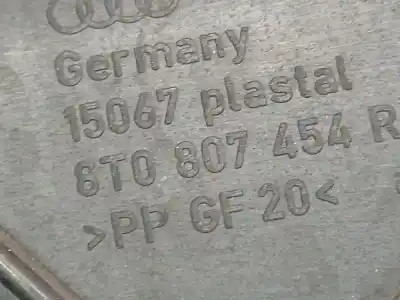 Germany
15067 plastal
8T0 807 454 R
>PP GF 20<